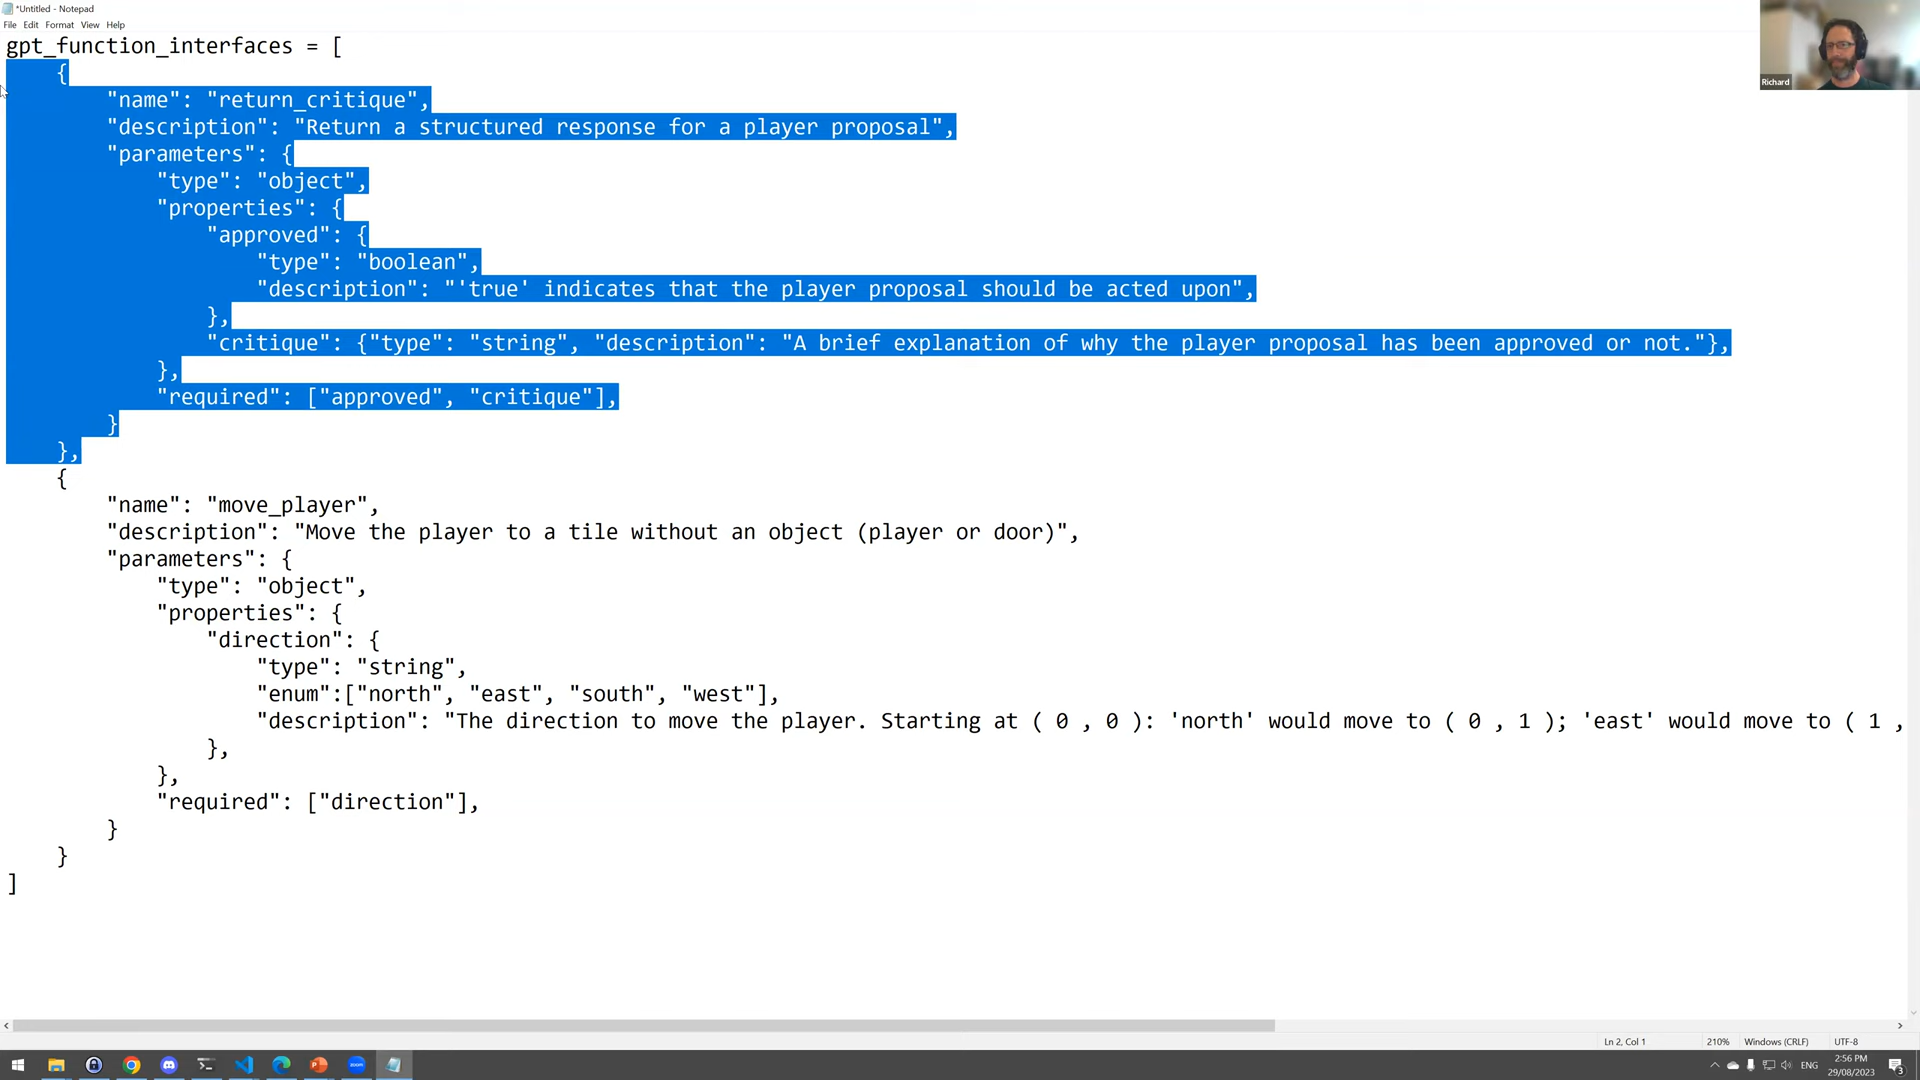 *Untitled - Notepad
File Edit Format View Help
gpt_function_interfaces = [
    {
        "name": "return_critique",
        "description": "Return a structured response for a player proposal",
        "parameters": {
            "type": "object",
            "properties": {
                "approved": {
                    "type": "boolean",
                    "description": "'true' indicates that the player proposal should be acted upon",
                },
                "critique": {"type": "string", "description": "A brief explanation of why the player proposal has been approved or not."},
            },
            "required": ["approved", "critique"],
        }
    },
    {
        "name": "move_player",
        "description": "Move the player to a tile without an object (player or door)",
        "parameters": {
            "type": "object",
            "properties": {
                "direction": {
                    "type": "string",
                    "enum":["north", "east", "south", "west"],
                    "description": "The direction to move the player. Starting at ( 0 , 0 ): 'north' would move to ( 0 , 1 ); 'east' would move to ( 1 ,
                },
            },
            "required": ["direction"],
        }
    }
]
Richard
Ln 2, Col 1 210% Windows (CRLF) UTF-8
zoom
ENG
2:56 PM
29/08/2023
3